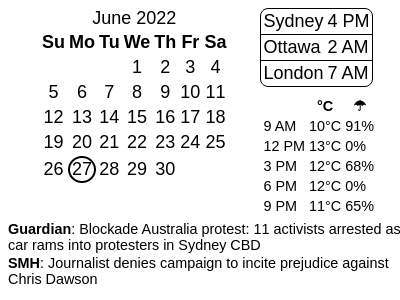 June 2022
Su Mo Tu We Th Fr Sa
1 2 3 4
5 6 7 8 9 10 11
12 13 14 15 16 17 18
19 20 21 22 23 24 25
26 27 28 29 30
Sydney 4 PM
Ottawa 2 AM
London 7 AM
°C ☂
9 AM 10°C 91%
12 PM 13°C 0%
3 PM 12°C 68%
6 PM 12°C 0%
9 PM 11°C 65%
Guardian: Blockade Australia protest: 11 activists arrested as
car rams into protesters in Sydney CBD
SMH: Journalist denies campaign to incite prejudice against
Chris Dawson